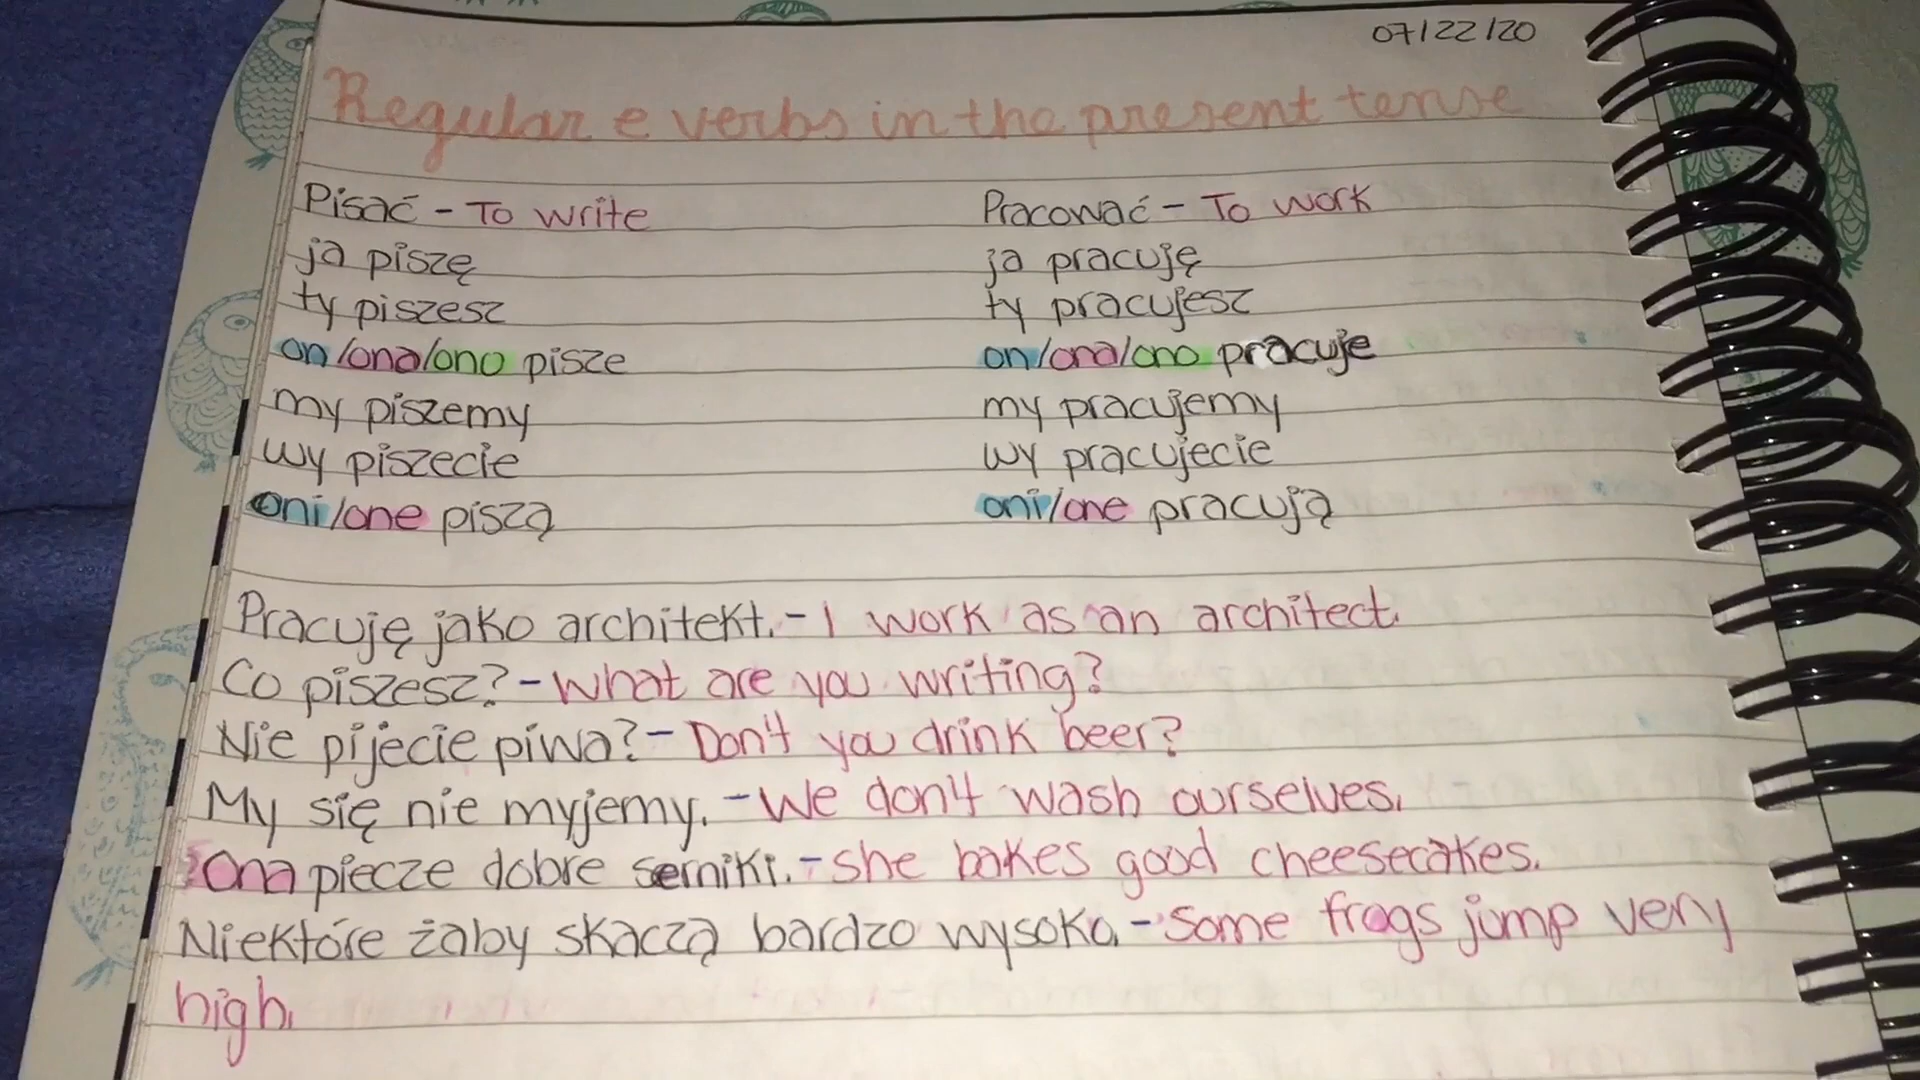 07/22/20
Regular e verbs in the present tense
Pisać - To write
ja piszę
ty piszesz
on/ona/ono pisze
my piszemy
wy piszecie
oni/one piszą
Pracować - To work
ja pracuję
ty pracujesz
on/ona/ono pracuje
my pracujemy
wy pracujecie
oni/one pracują
Pracuję jako architekt. - I work as an architect.
Co piszesz? - What are you writing?
Nie pijecie piwa? - Don't you drink beer?
My się nie myjemy. - We don't wash ourselves.
Ona piecze dobre serniki. - She bakes good cheesecakes.
Niektóre żaby skaczą bardzo wysoko. - Some frogs jump very
high.